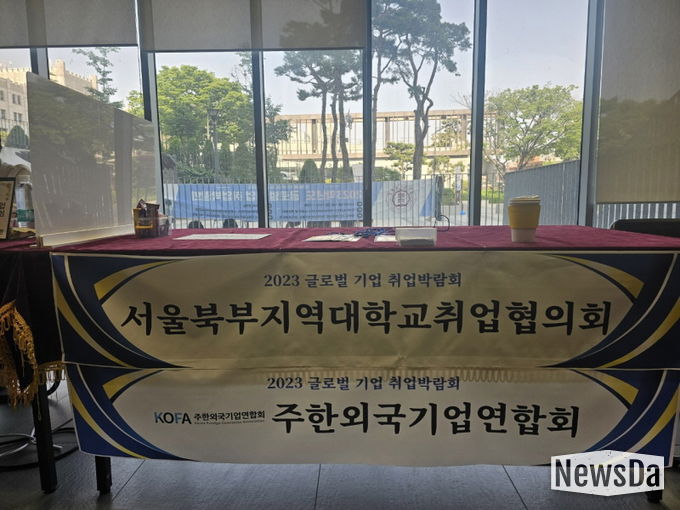 2023 글로벌 기업 취업박람회
서울북부지역대학교취업협의회
2023 글로벌 기업 취업박람회
KOFA 주한외국기업연합회
주한외국기업연합회
NewsDa